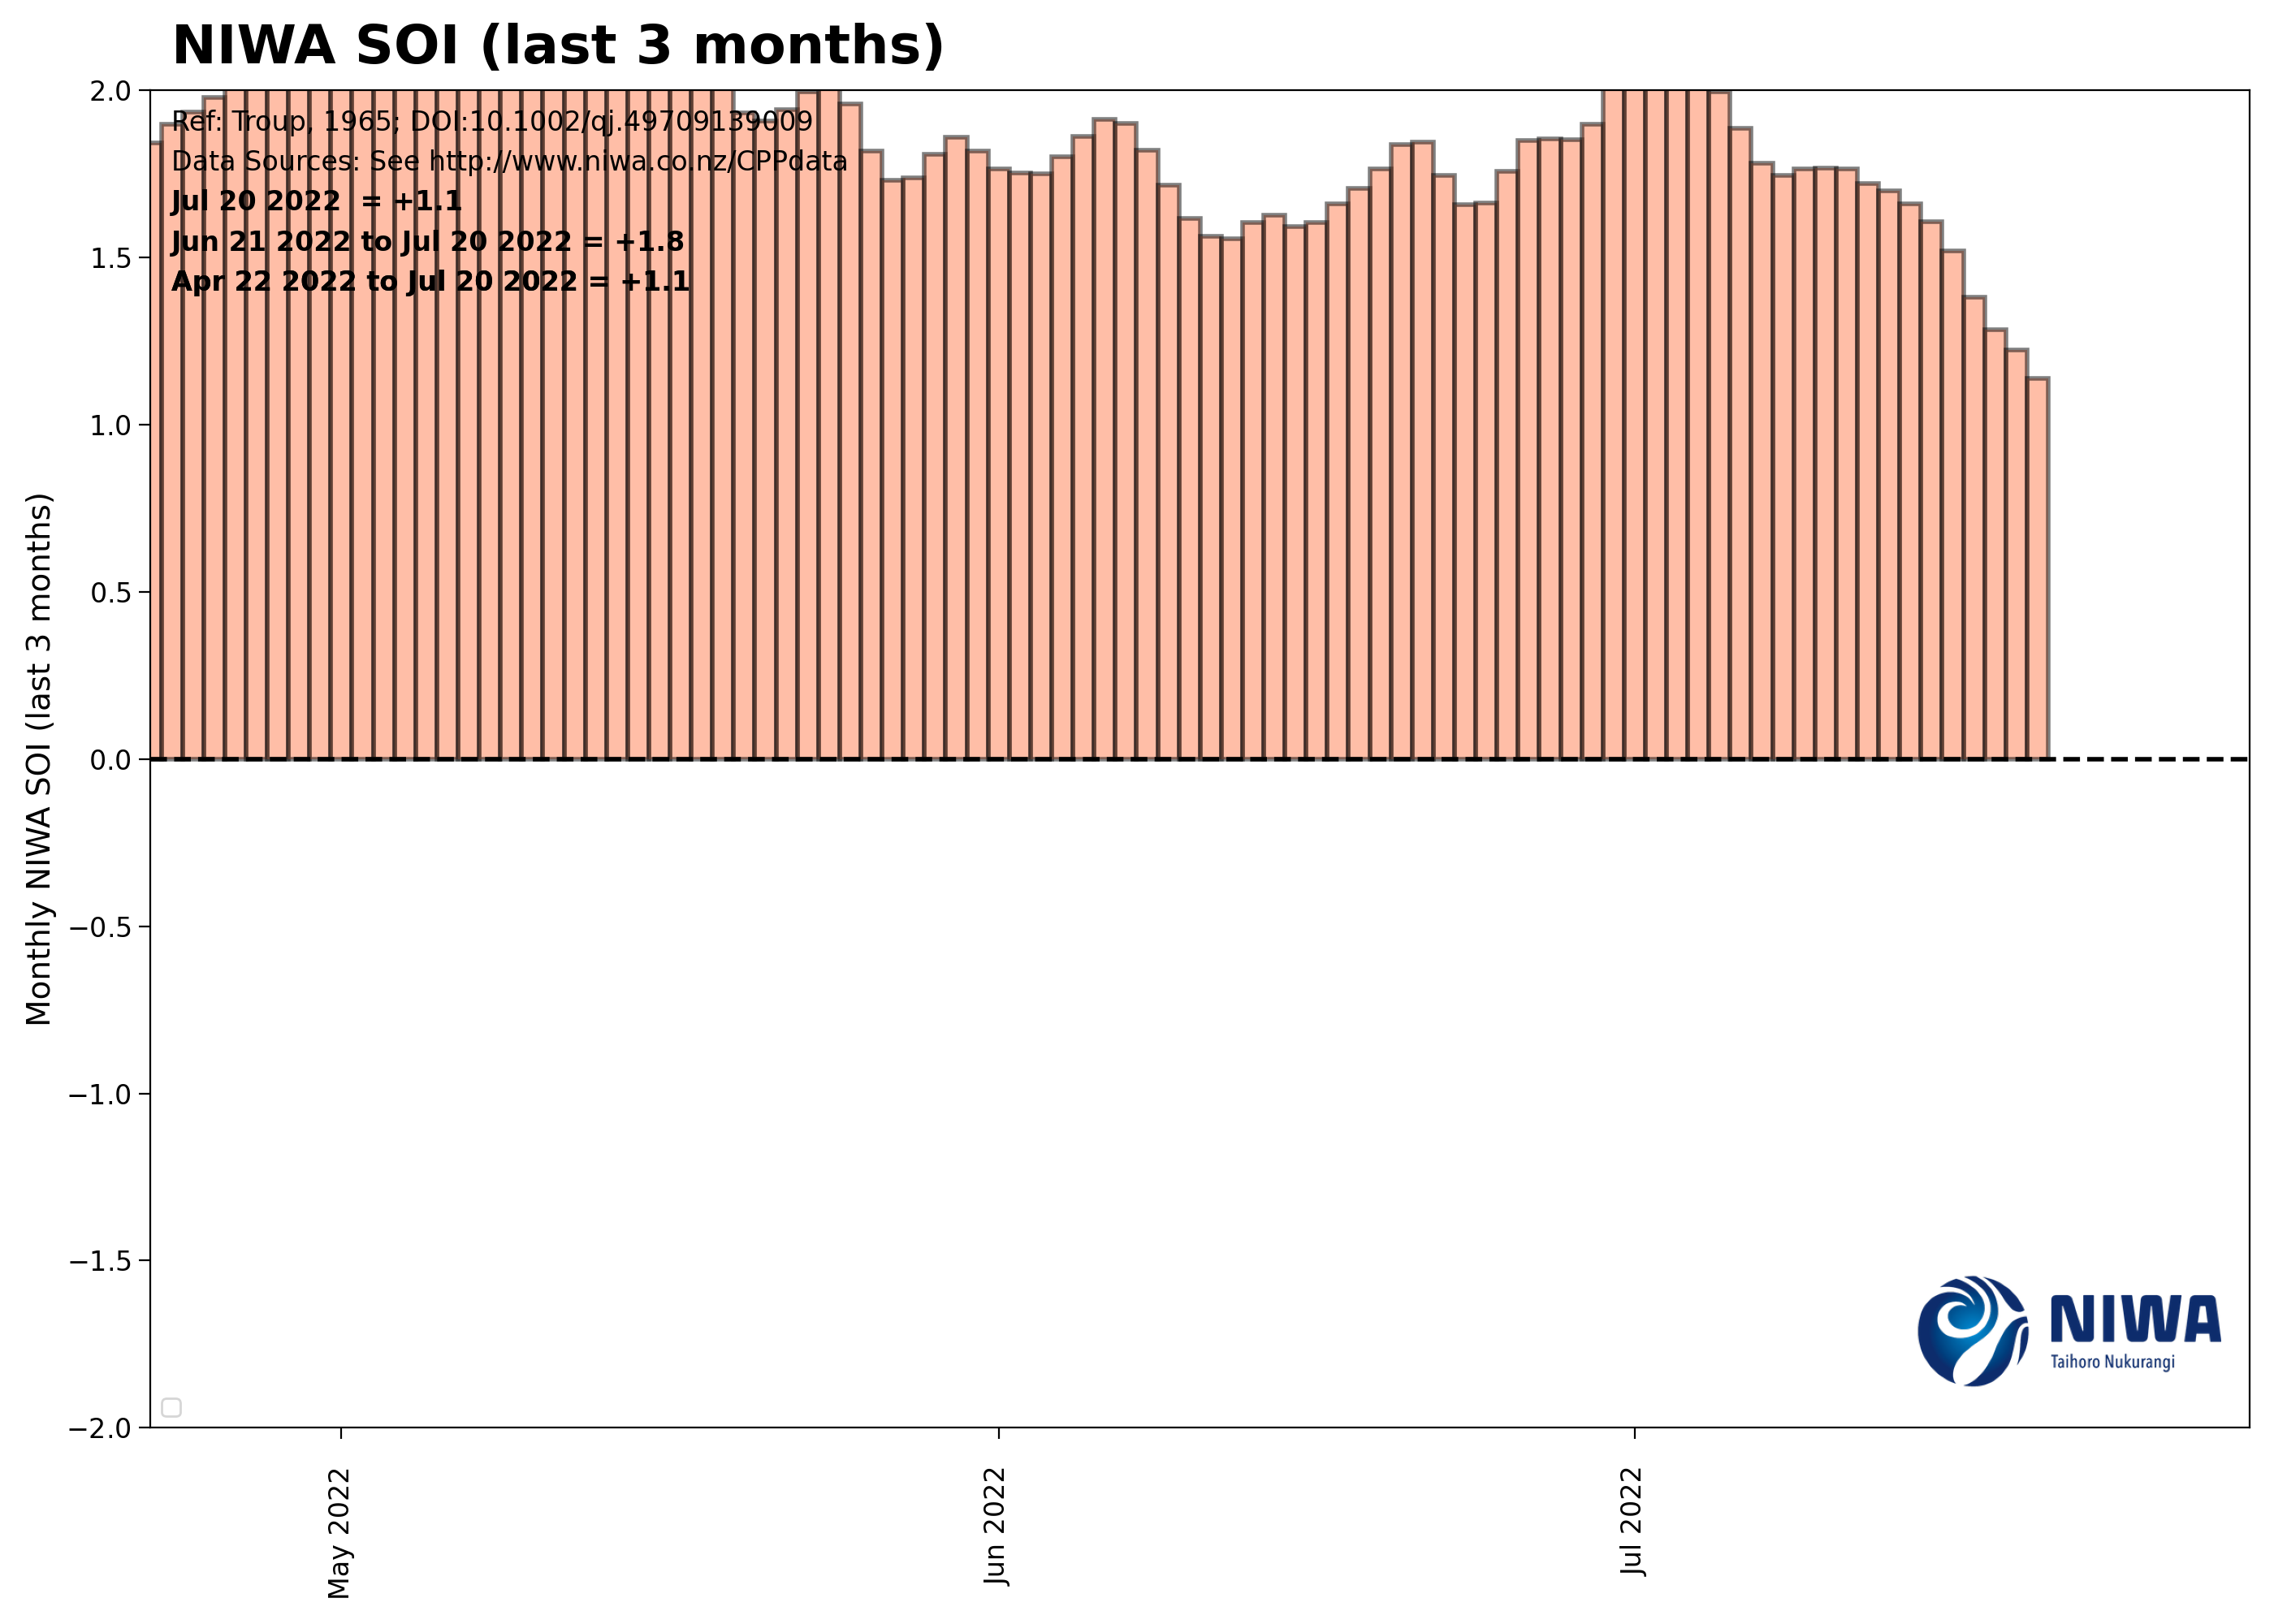 NIWA SOI (last 3 months)
Ref: Troup, 1965; DOI:10.1002/qj.49709139009
Data Sources: See http://www.niwa.co.nz/CPPdata
Jul 20 2022  = +1.1
Jun 21 2022 to Jul 20 2022 = +1.8
Apr 22 2022 to Jul 20 2022 = +1.1
Monthly NIWA SOI (last 3 months)
2.0
1.5
1.0
0.5
0.0
−0.5
−1.0
−1.5
−2.0
May 2022
Jun 2022
Jul 2022
NIWA
Taihoro Nukurangi